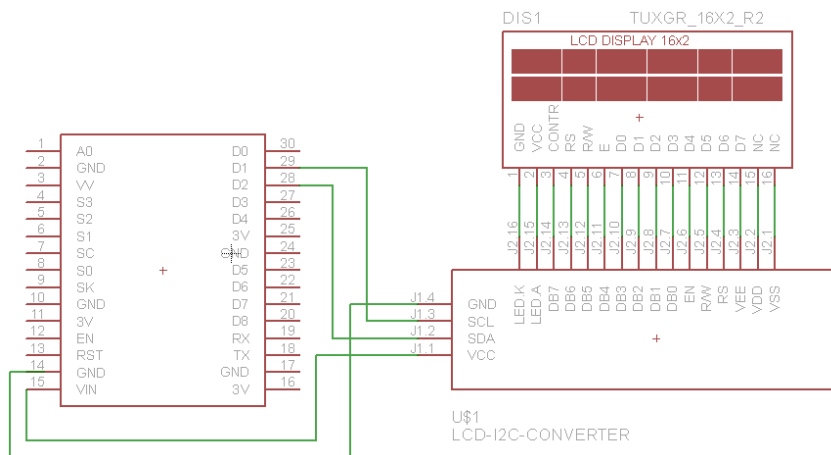 DIS1 TUXGR_16X2_R2
LCD DISPLAY 16x2
GND VCC CONTR RS R/W E D0 D1 D2 D3 D4 D5 D6 D7 NC NC
1 2 3 4 5 6 7 8 9 10 11 12 13 14 15 16
1 A0 D0 30
2 GND D1 29
3 VV D2 28
4 S3 D3 27
5 S2 D4 26
6 S1 3V 25
7 SC 24
8 S0 D5 23
9 SK D6 22
10 GND D7 21
11 3V D8 20
12 EN RX 19
13 RST TX 18
14 GND GND 17
15 VIN 3V 16
J2.16 J2.15 J2.14 J2.13 J2.12 J2.11 J2.10 J2.9 J2.8 J2.7 J2.6 J2.5 J2.4 J2.3 J2.2 J2.1
LED.K LED.A DB7 DB6 DB5 DB4 DB3 DB2 DB1 DB0 EN R/W RS VEE VDD VSS
J1.4 GND
J1.3 SCL
J1.2 SDA
J1.1 VCC
U$1
LCD-I2C-CONVERTER